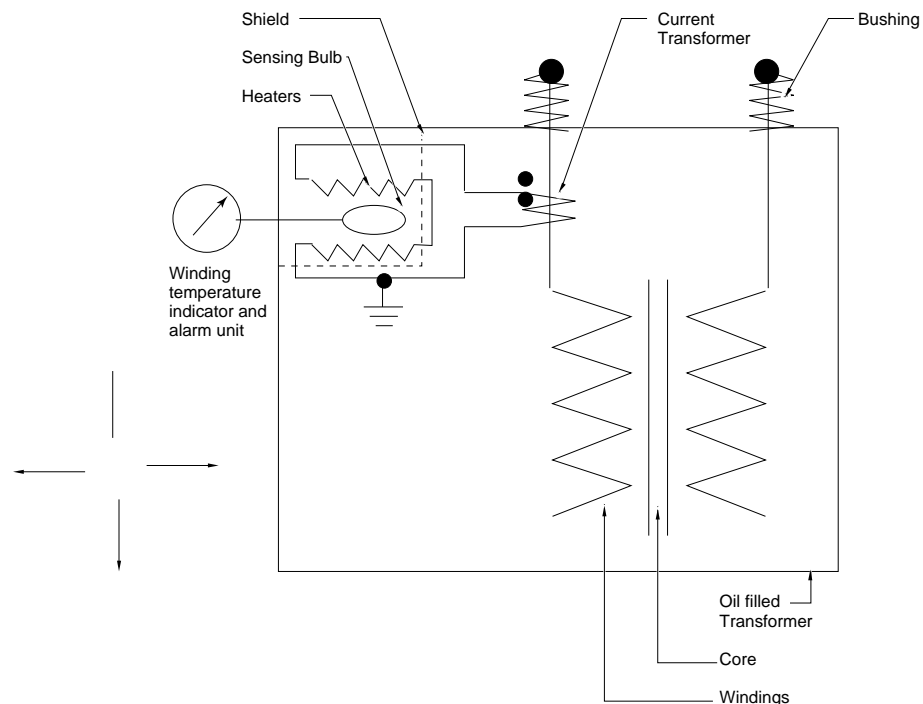 Shield
Current
Transformer
Bushing
Sensing Bulb
Heaters
Winding
temperature
indicator and
alarm unit
Oil filled
Transformer
Core
Windings